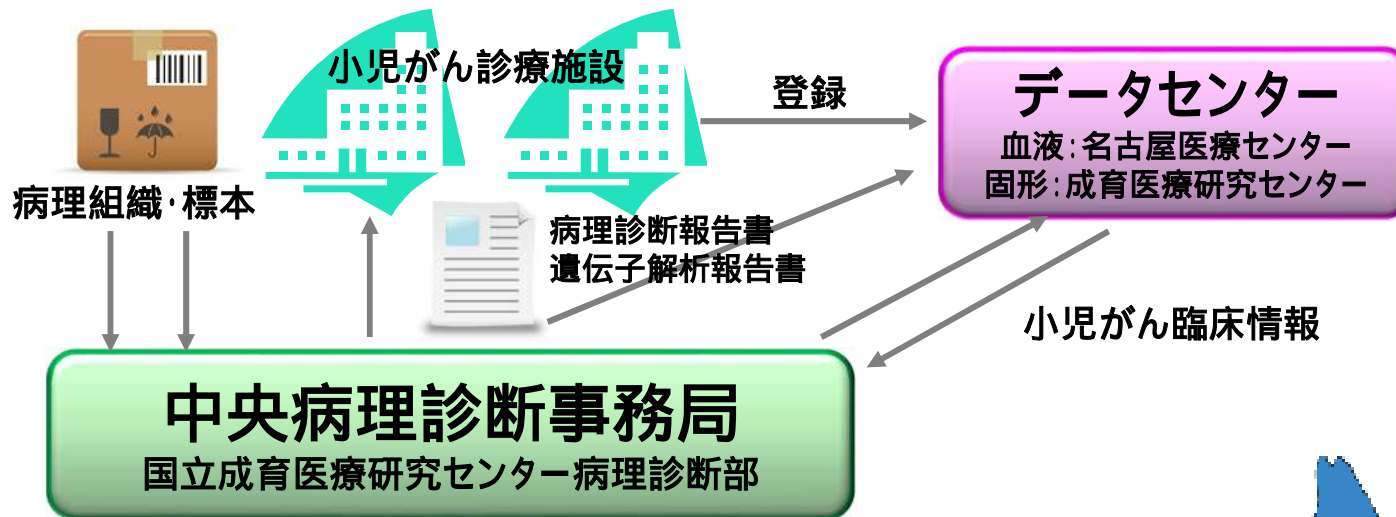 小児がん診療施設
登録
データセンター
血液:名古屋医療センター
固形:成育医療研究センター
病理組織・標本
病理診断報告書
遺伝子解析報告書
小児がん臨床情報
中央病理診断事務局
国立成育医療研究センター病理診断部